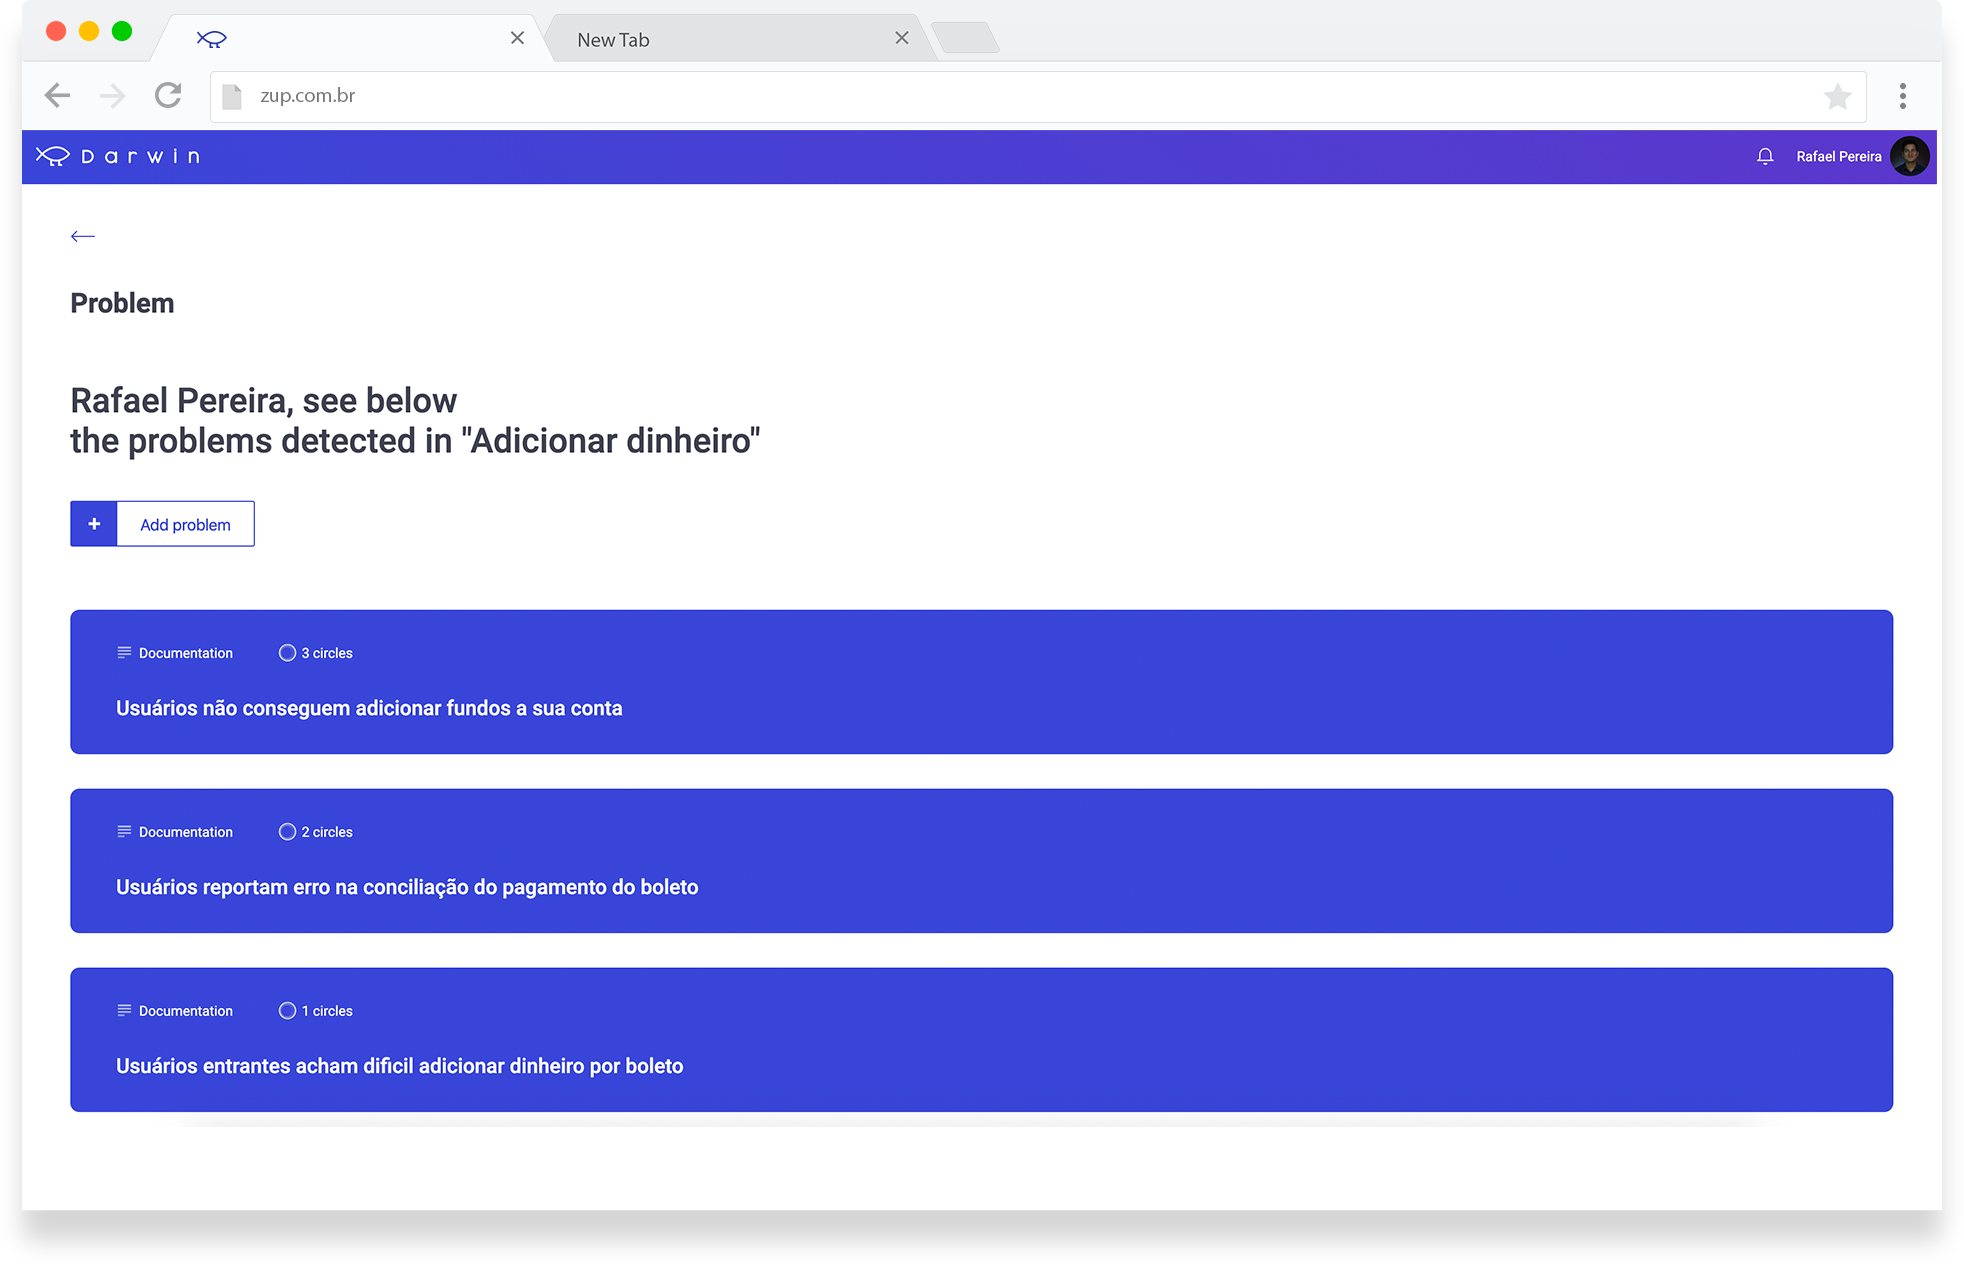 New Tab
zup.com.br
Darwin
Rafael Pereira
Problem
Rafael Pereira, see below
the problems detected in "Adicionar dinheiro"
+ Add problem
Documentation 3 circles
Usuários não conseguem adicionar fundos a sua conta
Documentation 2 circles
Usuários reportam erro na conciliação do pagamento do boleto
Documentation 1 circles
Usuários entrantes acham dificil adicionar dinheiro por boleto